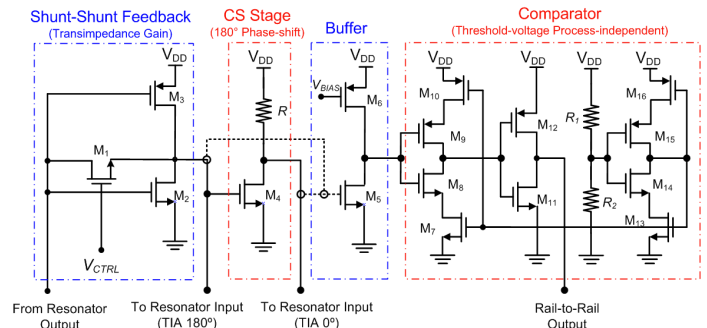 Shunt-Shunt Feedback
(Transimpedance Gain)
CS Stage
(180° Phase-shift)
Buffer
Comparator
(Threshold-voltage Process-independent)
VDD
VDD
VDD
VDD
VDD
VDD
VDD
VBIAS
M3
R
M6
M10
M12
R1
M16
M9
M15
M1
M2
M4
M5
M8
M11
R2
M14
M7
M13
VCTRL
From Resonator
Output
To Resonator Input
(TIA 180º)
To Resonator Input
(TIA 0º)
Rail-to-Rail
Output